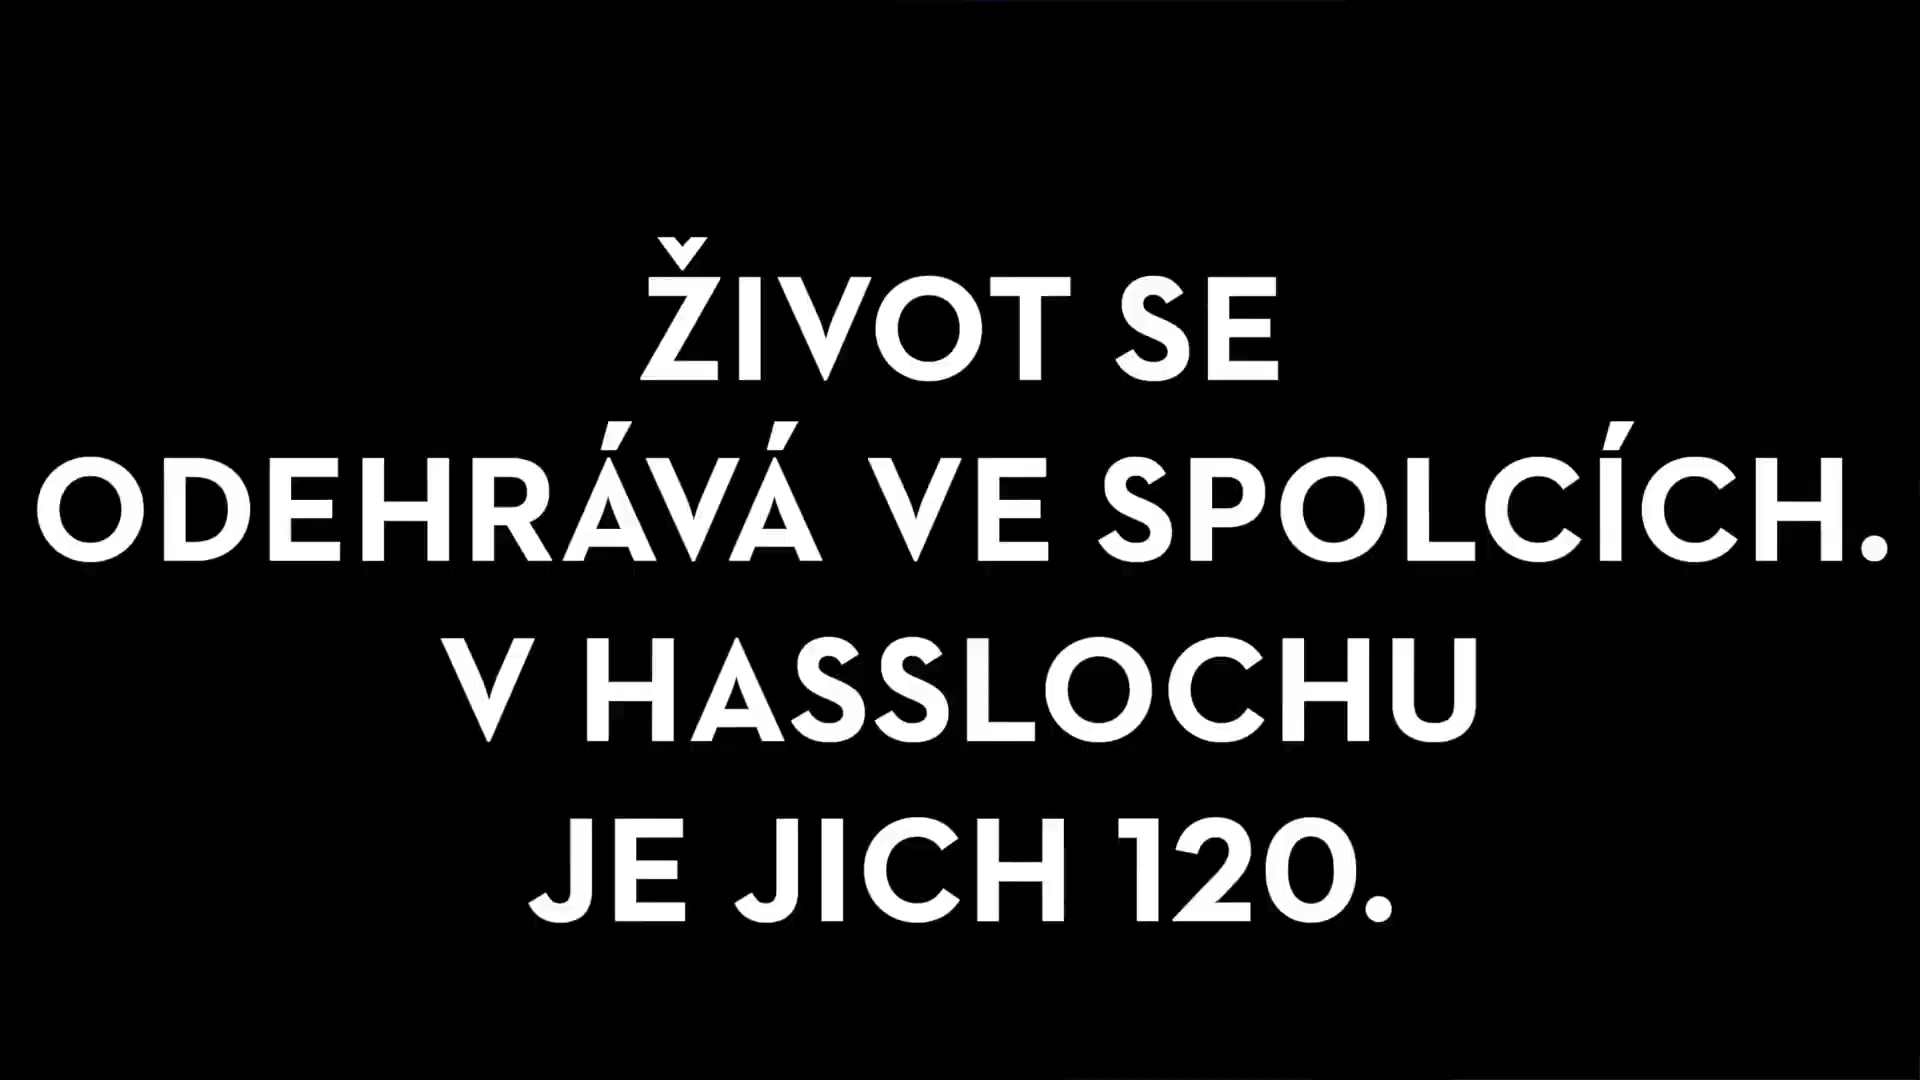 ŽIVOT SE
ODEHRÁVÁ VE SPOLCÍCH.
V HASSLOCHU
JE JICH 120.